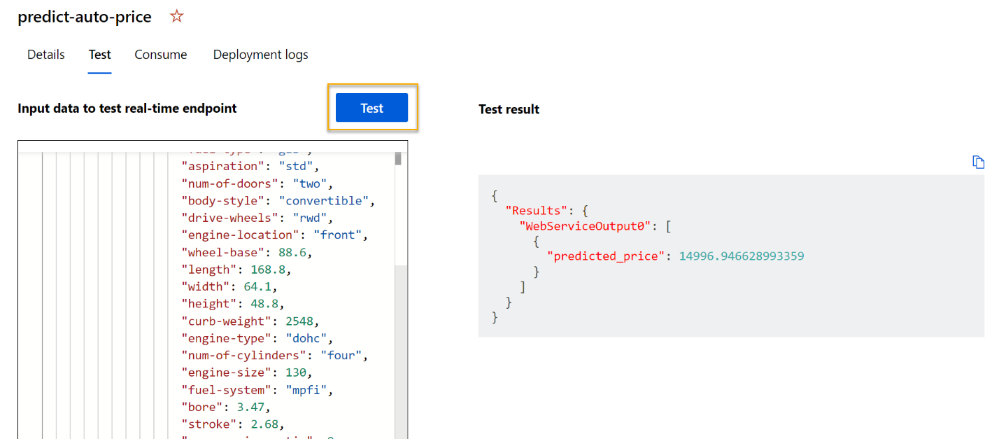 predict-auto-price
Details Test Consume Deployment logs
Input data to test real-time endpoint
Test
"aspiration": "std",
"num-of-doors": "two",
"body-style": "convertible",
"drive-wheels": "rwd",
"engine-location": "front",
"wheel-base": 88.6,
"length": 168.8,
"width": 64.1,
"height": 48.8,
"curb-weight": 2548,
"engine-type": "dohc",
"num-of-cylinders": "four",
"engine-size": 130,
"fuel-system": "mpfi",
"bore": 3.47,
"stroke": 2.68,
Test result
{
"Results": {
"WebServiceOutput0": [
{
"predicted_price": 14996.946628993359
}
]
}
}